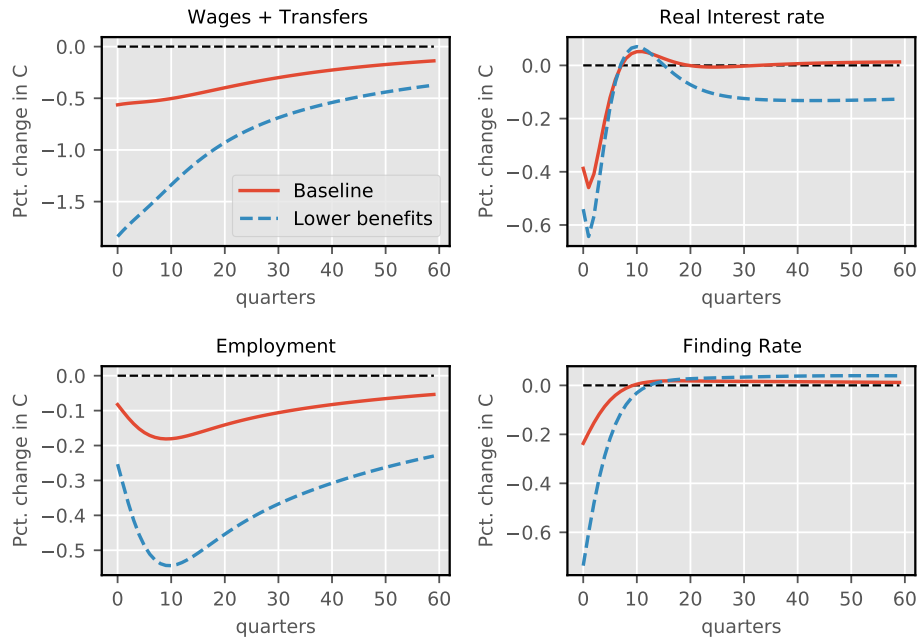 Wages + Transfers
Pct. change in C
0.0
−0.5
−1.0
−1.5
Baseline
Lower benefits
0 10 20 30 40 50 60
quarters
Real Interest rate
Pct. change in C
0.0
−0.2
−0.4
−0.6
0 10 20 30 40 50 60
quarters
Employment
Pct. change in C
0.0
−0.1
−0.2
−0.3
−0.4
−0.5
0 10 20 30 40 50 60
quarters
Finding Rate
Pct. change in C
0.0
−0.2
−0.4
−0.6
0 10 20 30 40 50 60
quarters